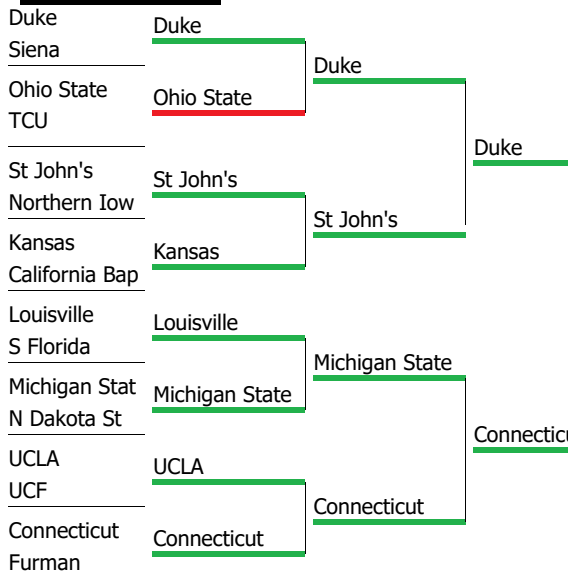 Duke
Siena
Ohio State
TCU
St John's
Northern Iow
Kansas
California Bap
Louisville
S Florida
Michigan Stat
N Dakota St
UCLA
UCF
Connecticut
Furman
Duke
Ohio State
St John's
Kansas
Louisville
Michigan State
UCLA
Connecticut
Duke
St John's
Michigan State
Connecticut
Duke
Connecticu